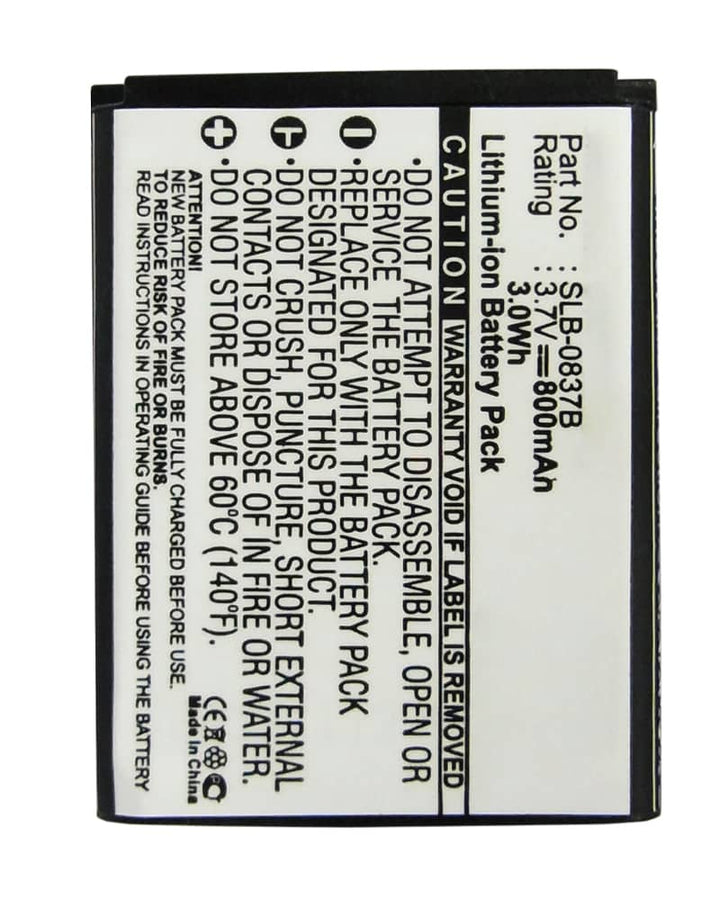 Part No. : SLB-0837B
Rating : 3.7V⎓800mAh
3.0Wh
Lithium-ion Battery Pack
CAUTION WARRANTY VOID IF LABEL IS REMOVED
·DO NOT ATTEMPT TO DISASSEMBLE, OPEN OR
SERVICE THE BATTERY PACK.
·REPLACE ONLY WITH THE BATTERY PACK
DESIGNATED FOR THIS PRODUCT.
·DO NOT CRUSH, PUNCTURE, SHORT EXTERNAL
CONTACTS OR DISPOSE OF IN FIRE OR WATER.
·DO NOT STORE ABOVE 60°C (140°F).
ATTENTION!
NEW BATTERY PACK MUST BE FULLY CHARGED BEFORE USE.
TO REDUCE RISK OF FIRE OR BURNS.
READ INSTRUCTIONS IN OPERATING GUIDE BEFORE USING THE BATTERY
− T +
CE
Made in China